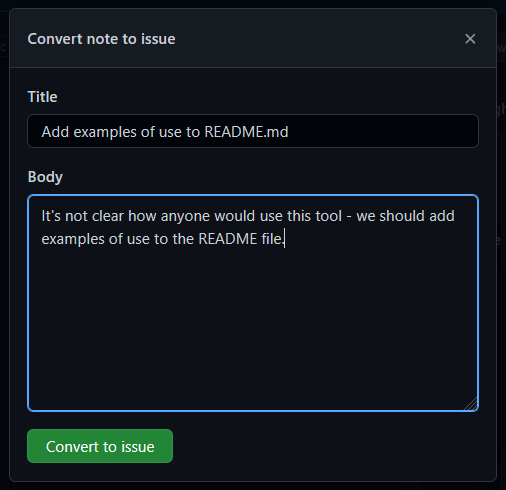 Convert note to issue
Title
Add examples of use to README.md
Body
It's not clear how anyone would use this tool - we should add
examples of use to the README file.
Convert to issue